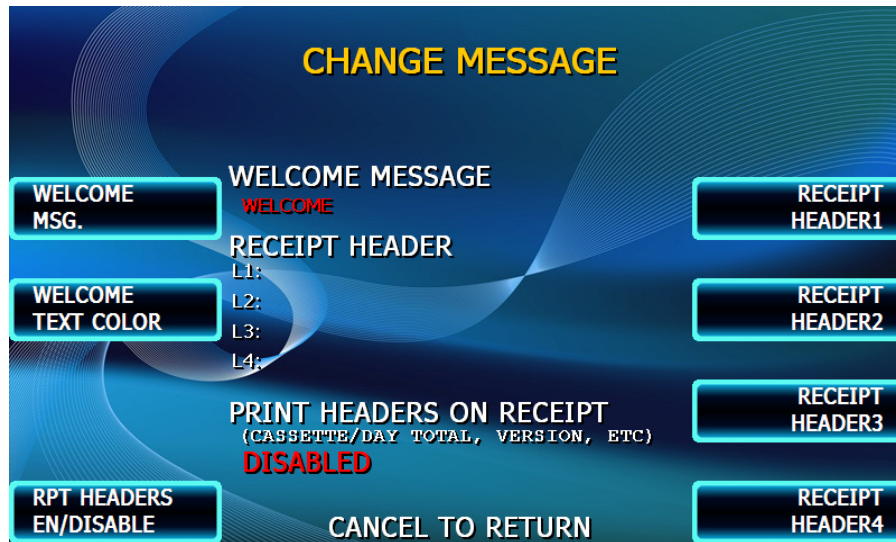 CHANGE MESSAGE
WELCOME
MSG.
WELCOME
TEXT COLOR
RPT HEADERS
EN/DISABLE
WELCOME MESSAGE
WELCOME
RECEIPT HEADER
L1:
L2:
L3:
L4:
PRINT HEADERS ON RECEIPT
(CASSETTE/DAY TOTAL, VERSION, ETC)
DISABLED
CANCEL TO RETURN
RECEIPT
HEADER1
RECEIPT
HEADER2
RECEIPT
HEADER3
RECEIPT
HEADER4